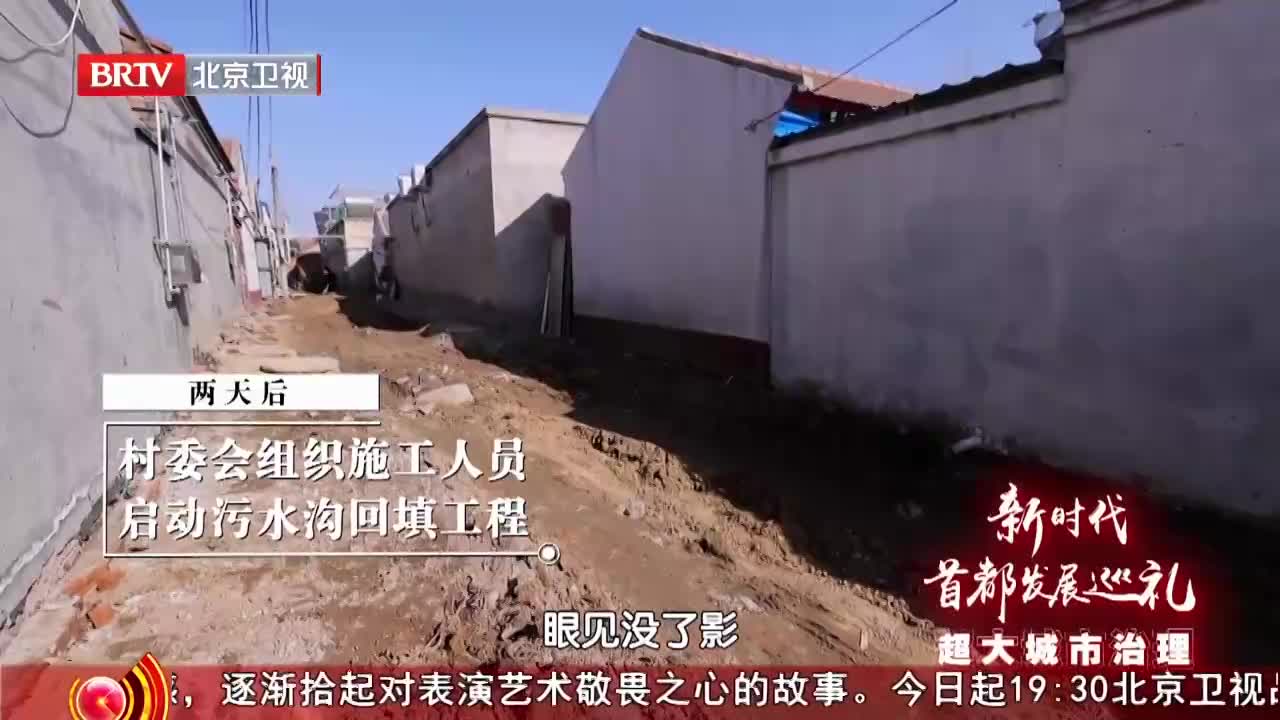 BRTV 北京卫视
两天后
村委会组织施工人员
启动污水沟回填工程
新时代
首都发展巡礼
超大城市治理
眼见没了影
，逐渐拾起对表演艺术敬畏之心的故事。今日起19:30北京卫视